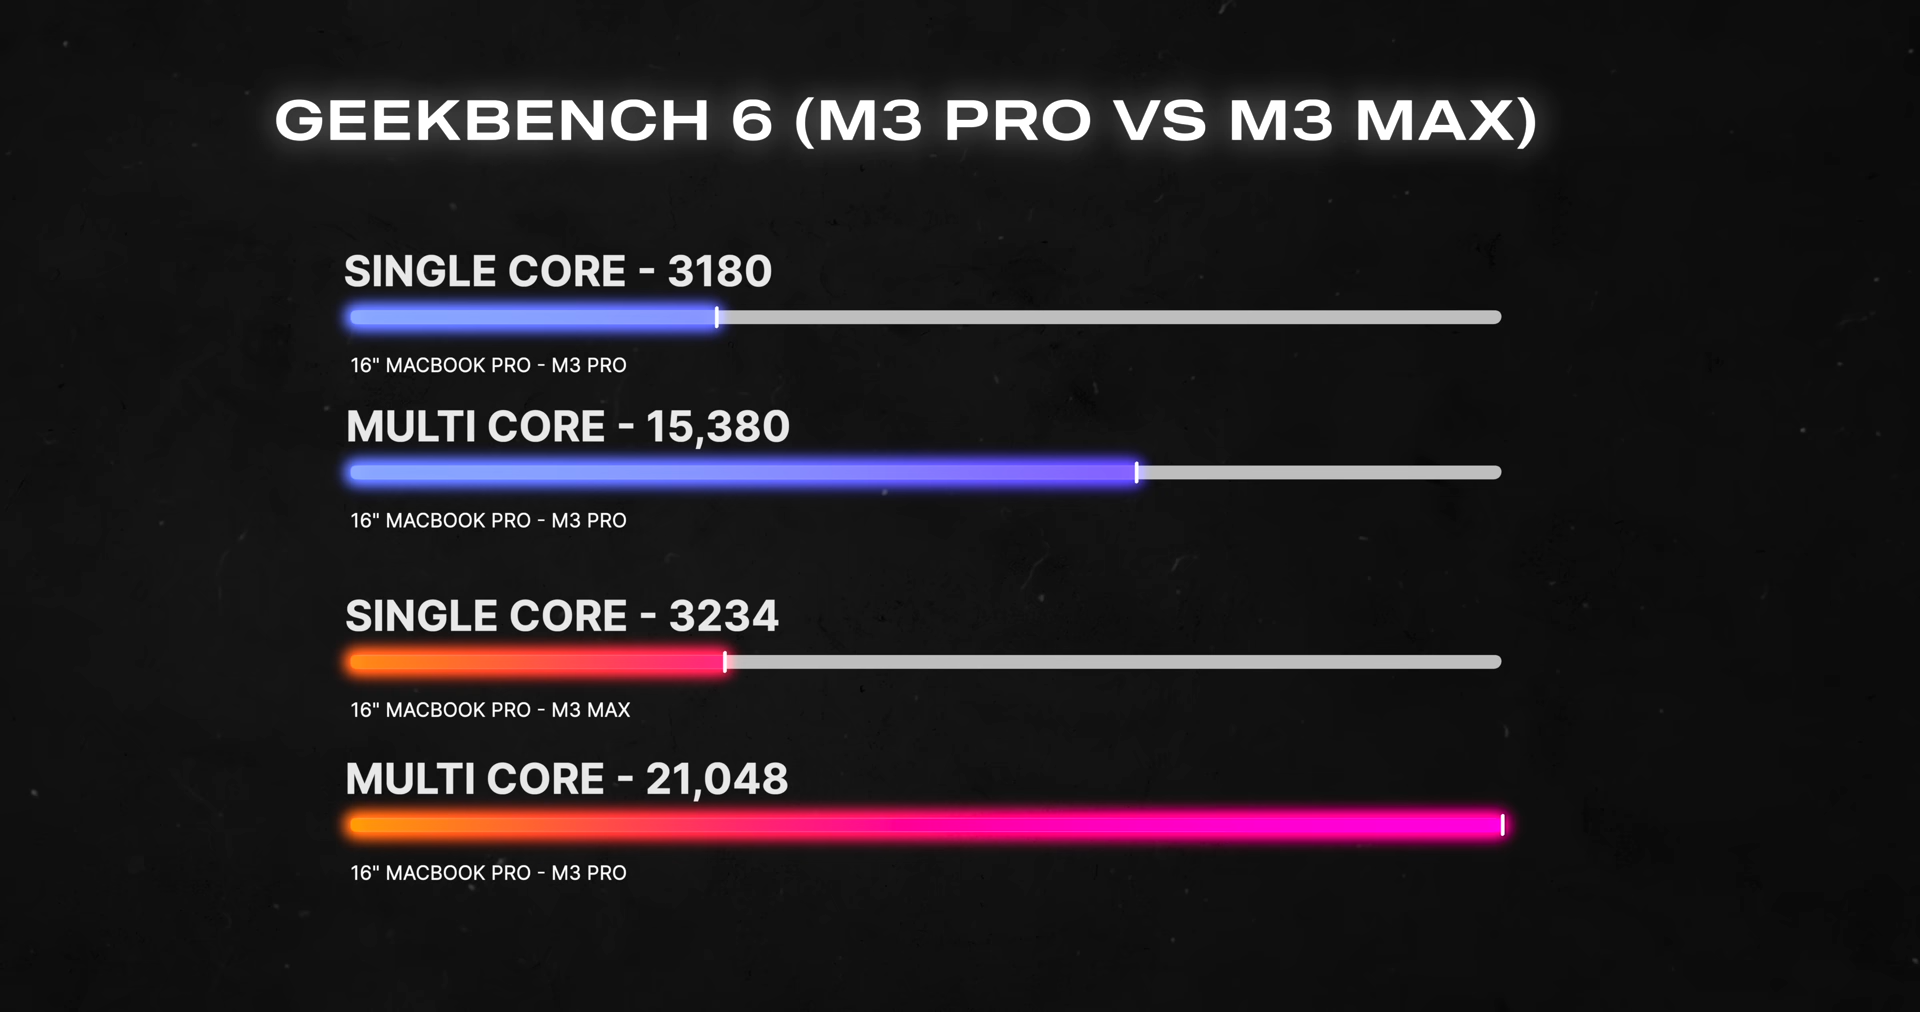 GEEKBENCH 6 (M3 PRO VS M3 MAX)
SINGLE CORE - 3180
16" MACBOOK PRO - M3 PRO
MULTI CORE - 15,380
16" MACBOOK PRO - M3 PRO
SINGLE CORE - 3234
16" MACBOOK PRO - M3 MAX
MULTI CORE - 21,048
16" MACBOOK PRO - M3 PRO